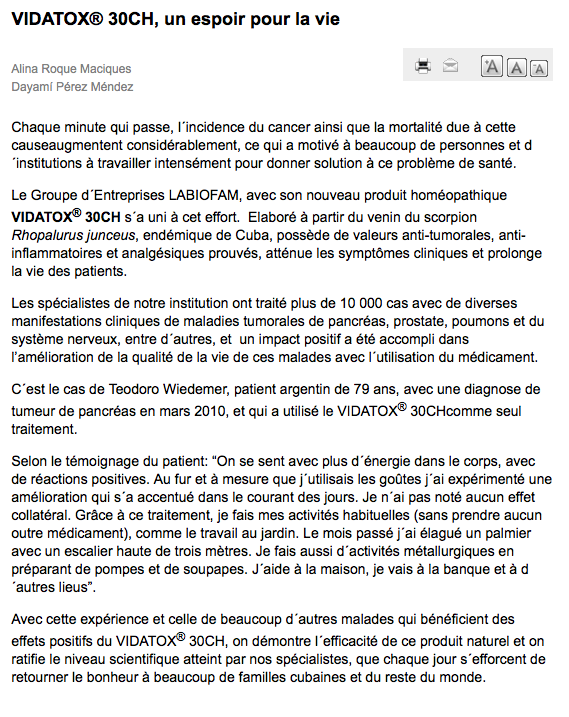 VIDATOX® 30CH, un espoir pour la vie
Alina Roque Maciques
Dayamí Pérez Méndez
+A A -A
Chaque minute qui passe, l´incidence du cancer ainsi que la mortalité due à cette
causeaugmentent considérablement, ce qui a motivé à beaucoup de personnes et d
´institutions à travailler intensément pour donner solution à ce problème de santé.
Le Groupe d´Entreprises LABIOFAM, avec son nouveau produit homéopathique
VIDATOX® 30CH s´a uni à cet effort.  Elaboré à partir du venin du scorpion
Rhopalurus junceus, endémique de Cuba, possède de valeurs anti-tumorales, anti-
inflammatoires et analgésiques prouvés, atténue les symptômes cliniques et prolonge
la vie des patients.
Les spécialistes de notre institution ont traité plus de 10 000 cas avec de diverses
manifestations cliniques de maladies tumorales de pancréas, prostate, poumons et du
système nerveux, entre d´autres, et  un impact positif a été accompli dans
l’amélioration de la qualité de la vie de ces malades avec l´utilisation du médicament.
C´est le cas de Teodoro Wiedemer, patient argentin de 79 ans, avec une diagnose de
tumeur de pancréas en mars 2010, et qui a utilisé le VIDATOX® 30CHcomme seul
traitement.
Selon le témoignage du patient: “On se sent avec plus d´énergie dans le corps, avec
de réactions positives. Au fur et à mesure que j´utilisais les goûtes j´ai expérimenté une
amélioration qui s´a accentué dans le courant des jours. Je n´ai pas noté aucun effet
collatéral. Grâce à ce traitement, je fais mes activités habituelles (sans prendre aucun
outre médicament), comme le travail au jardin. Le mois passé j´ai élagué un palmier
avec un escalier haute de trois mètres. Je fais aussi d´activités métallurgiques en
préparant de pompes et de soupapes. J´aide à la maison, je vais à la banque et à d
´autres lieus”.
Avec cette expérience et celle de beaucoup d´autres malades qui bénéficient des
effets positifs du VIDATOX® 30CH, on démontre l´efficacité de ce produit naturel et on
ratifie le niveau scientifique atteint par nos spécialistes, que chaque jour s´efforcent de
retourner le bonheur à beaucoup de familles cubaines et du reste du monde.